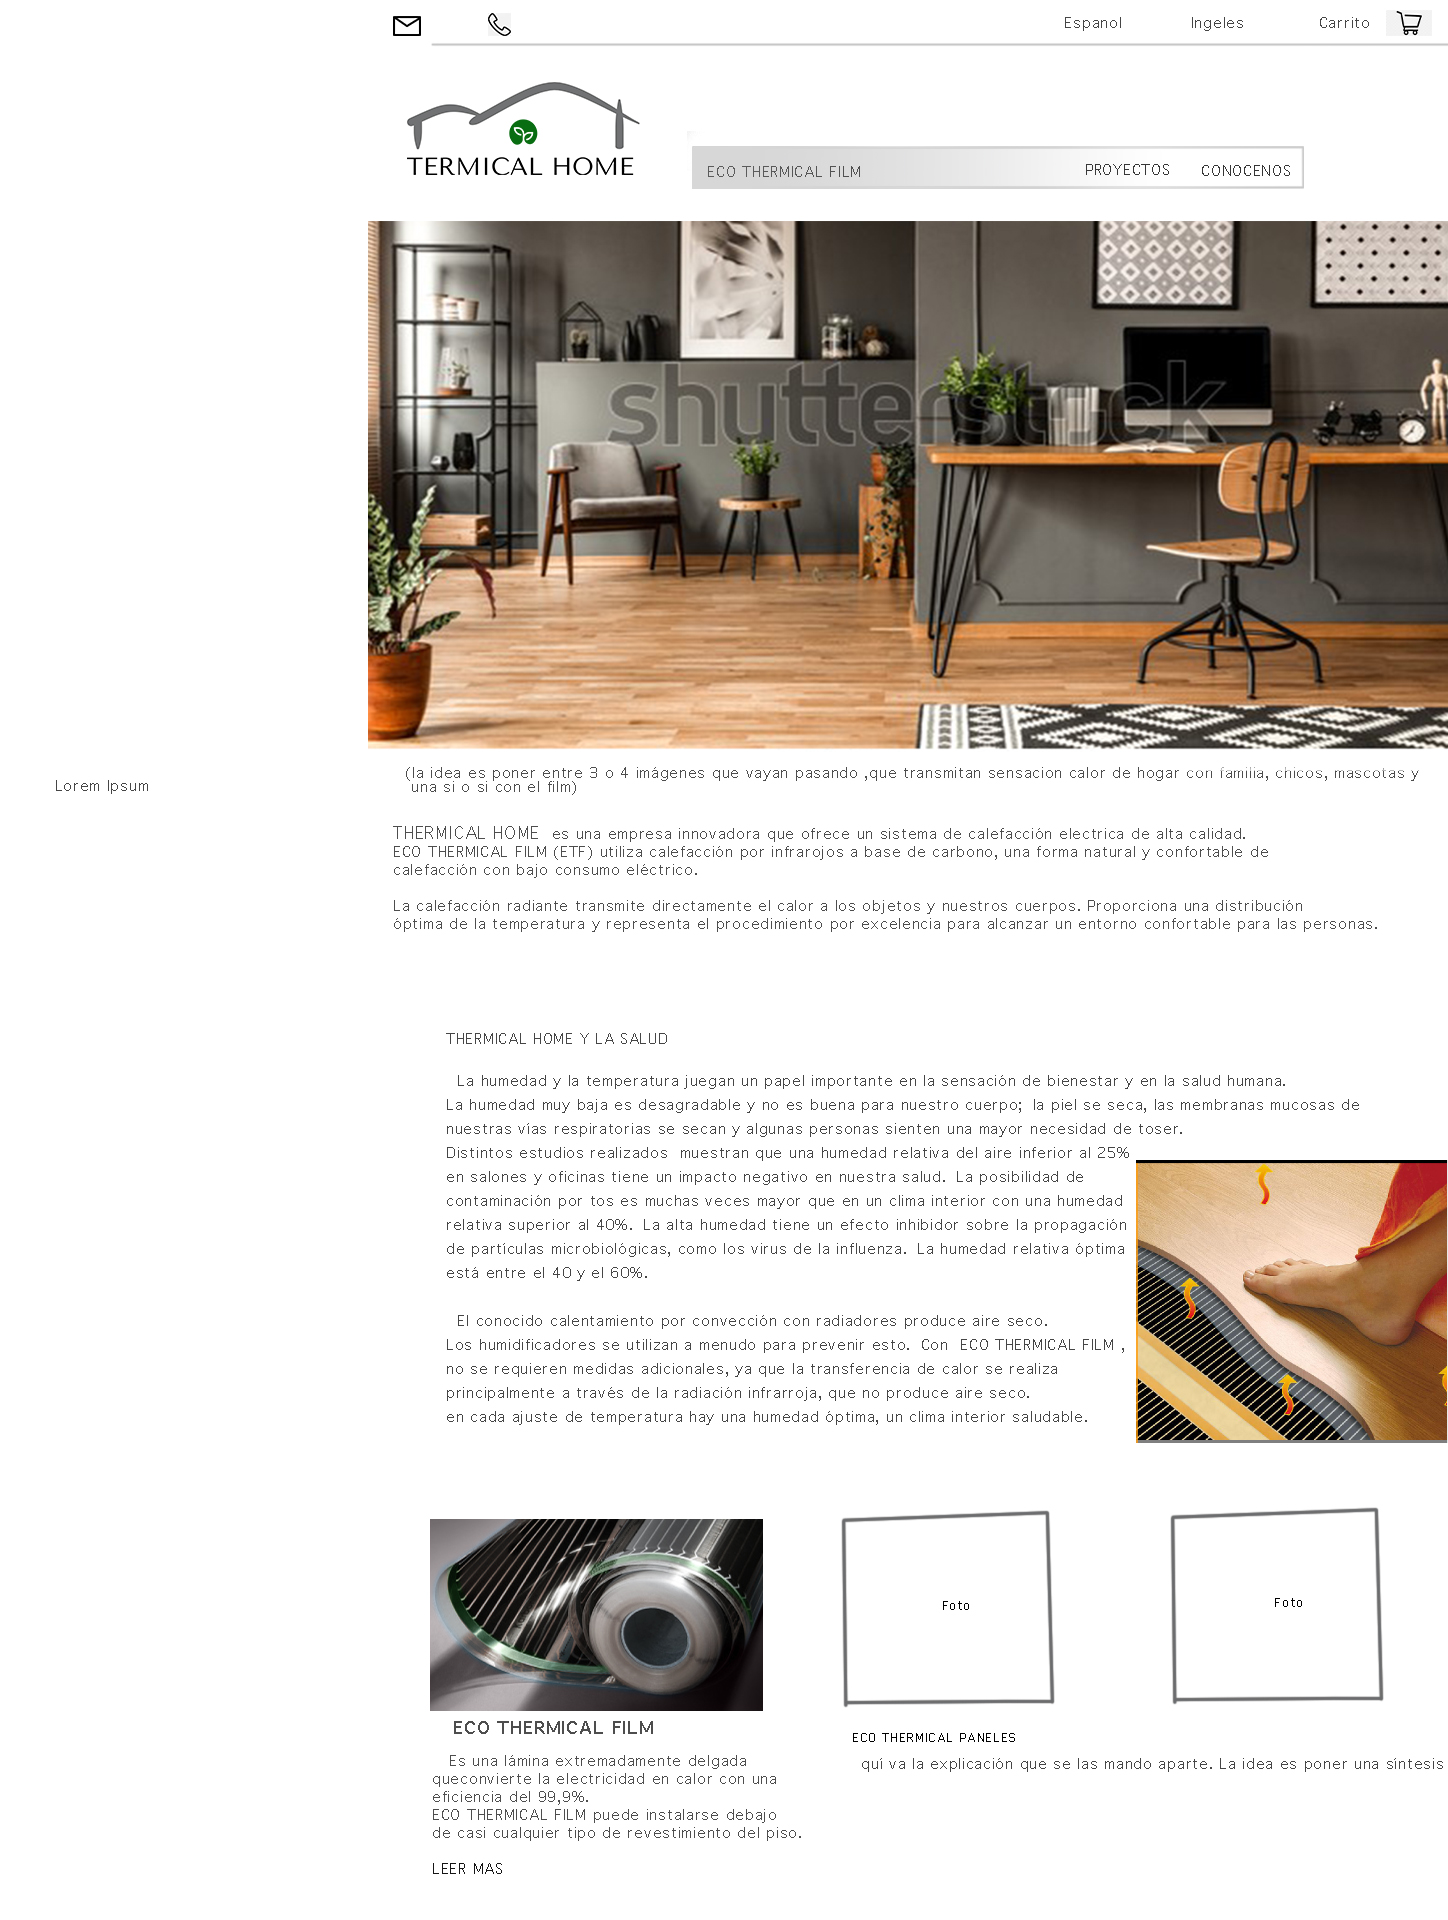 Espanol Ingeles Carrito
TERMICAL HOME
ECO THERMICAL FILM PROYECTOS CONOCENOS
shutterstock
Lorem Ipsum
(la idea es poner entre 3 o 4 imágenes que vayan pasando ,que transmitan sensacion calor de hogar con familia, chicos, mascotas y
una si o si con el film)
THERMICAL HOME es una empresa innovadora que ofrece un sistema de calefacción electrica de alta calidad.
ECO THERMICAL FILM (ETF) utiliza calefacción por infrarojos a base de carbono, una forma natural y confortable de
calefacción con bajo consumo eléctrico.
La calefacción radiante transmite directamente el calor a los objetos y nuestros cuerpos. Proporciona una distribución
óptima de la temperatura y representa el procedimiento por excelencia para alcanzar un entorno confortable para las personas.
THERMICAL HOME Y LA SALUD
La humedad y la temperatura juegan un papel importante en la sensación de bienestar y en la salud humana.
La humedad muy baja es desagradable y no es buena para nuestro cuerpo; la piel se seca, las membranas mucosas de
nuestras vías respiratorias se secan y algunas personas sienten una mayor necesidad de toser.
Distintos estudios realizados muestran que una humedad relativa del aire inferior al 25%
en salones y oficinas tiene un impacto negativo en nuestra salud. La posibilidad de
contaminación por tos es muchas veces mayor que en un clima interior con una humedad
relativa superior al 40%. La alta humedad tiene un efecto inhibidor sobre la propagación
de partículas microbiológicas, como los virus de la influenza. La humedad relativa óptima
está entre el 40 y el 60%.
El conocido calentamiento por convección con radiadores produce aire seco.
Los humidificadores se utilizan a menudo para prevenir esto. Con ECO THERMICAL FILM ,
no se requieren medidas adicionales, ya que la transferencia de calor se realiza
principalmente a través de la radiación infrarroja, que no produce aire seco.
en cada ajuste de temperatura hay una humedad óptima, un clima interior saludable.
Foto
Foto
ECO THERMICAL FILM
Es una lámina extremadamente delgada
queconvierte la electricidad en calor con una
eficiencia del 99,9%.
ECO THERMICAL FILM puede instalarse debajo
de casi cualquier tipo de revestimiento del piso.
LEER MAS
ECO THERMICAL PANELES
quí va la explicación que se las mando aparte. La idea es poner una síntesis